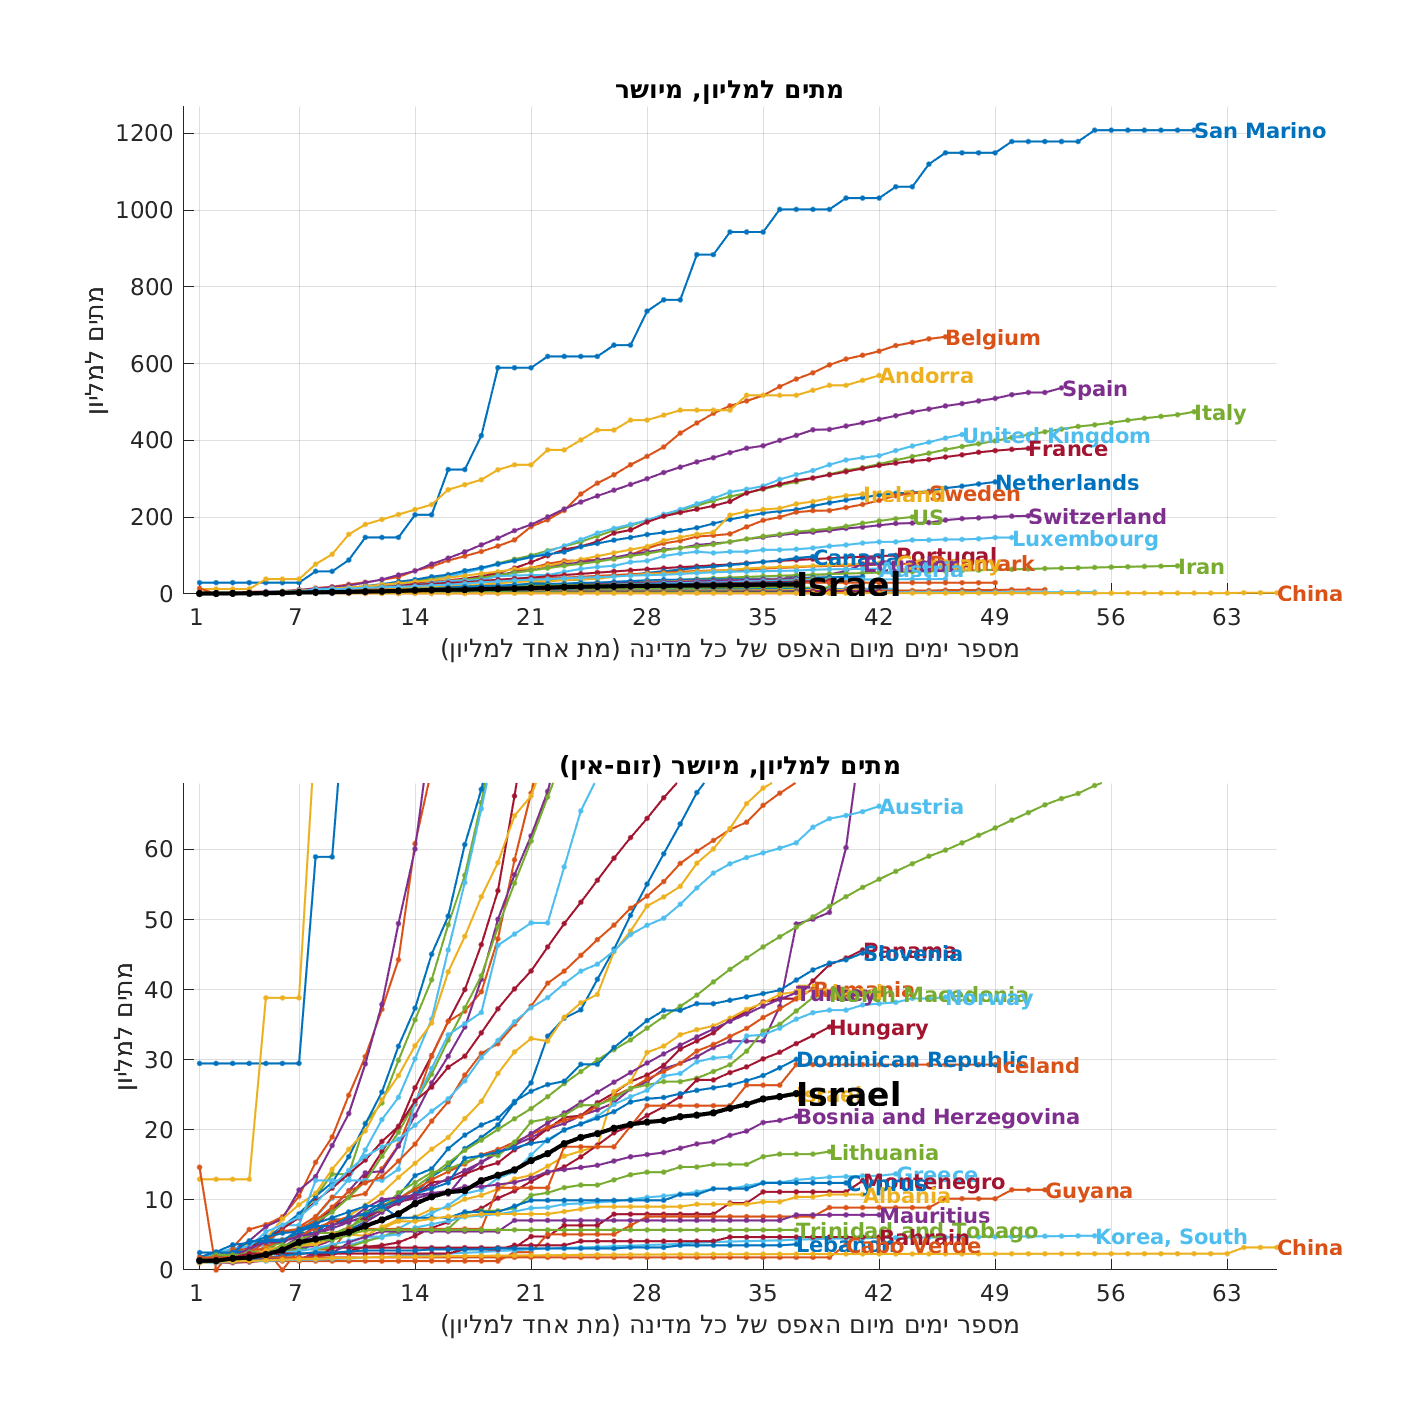 מתים למליון, מיושר
1200
1000
800
600
400
200
0
מתים למליון
San Marino
Belgium
Andorra
Spain
Italy
United Kingdom
France
Netherlands
Ireland
Sweden
US
Switzerland
Luxembourg
Canada
Portugal
Denmark
Ecuador
Austria
Iran
Israel
China
1 7 14 21 28 35 42 49 56 63
מספר ימים מיום האפס של כל מדינה (מת אחד למליון)
מתים למליון, מיושר (זום-אין)
60
50
40
30
20
10
0
מתים למליון
Austria
Panama
Slovenia
Romania
Turkey
North Macedonia
Norway
Hungary
Dominican Republic
Iceland
Israel
Israel
Bosnia and Herzegovina
Lithuania
Greece
Cyprus
Montenegro
Albania
Guyana
Mauritius
Trinidad and Tobago
Bahrain
Korea, South
Lebanon
Cabo Verde
China
1 7 14 21 28 35 42 49 56 63
מספר ימים מיום האפס של כל מדינה (מת אחד למליון)